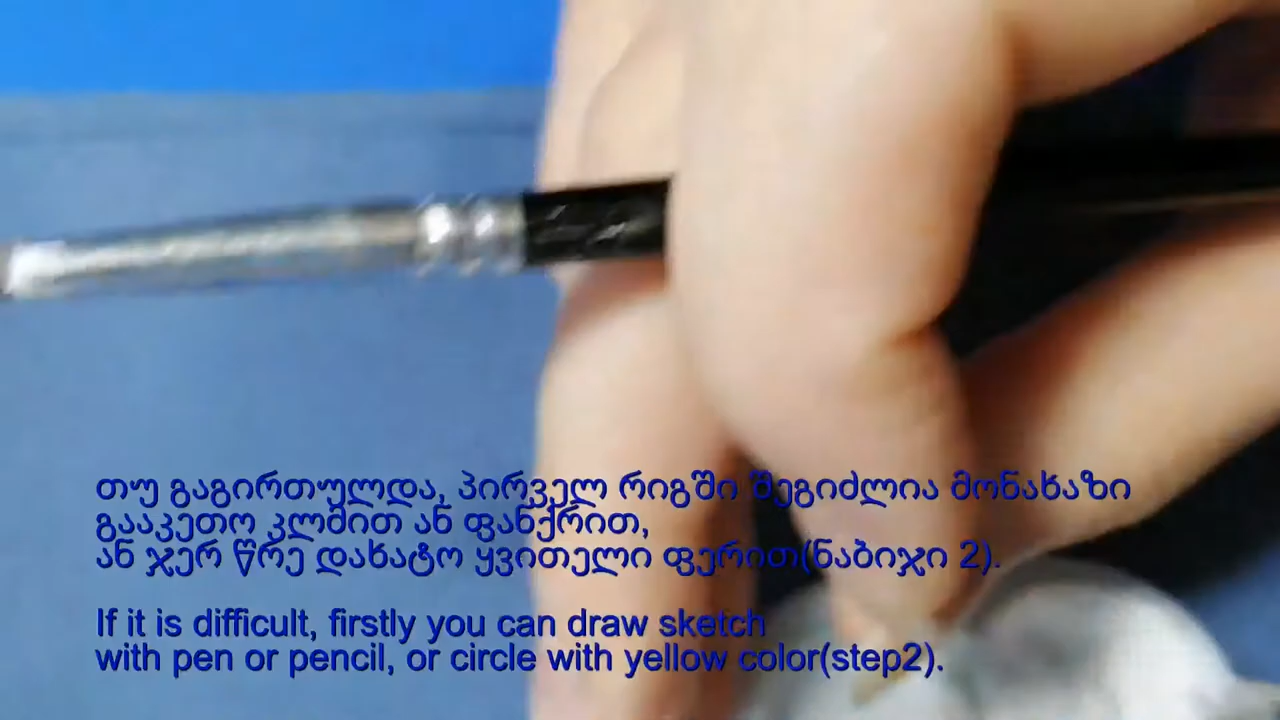 თუ გაგირთულდა, პირველ რიგში შეგიძლია მონახაზი
გააკეთო კლმით ან ფანქრით,
ან ჯერ წრე დახატო ყვითელი ფერით(ნაბიჯი 2).
If it is difficult, firstly you can draw sketch
with pen or pencil, or circle with yellow color(step2).